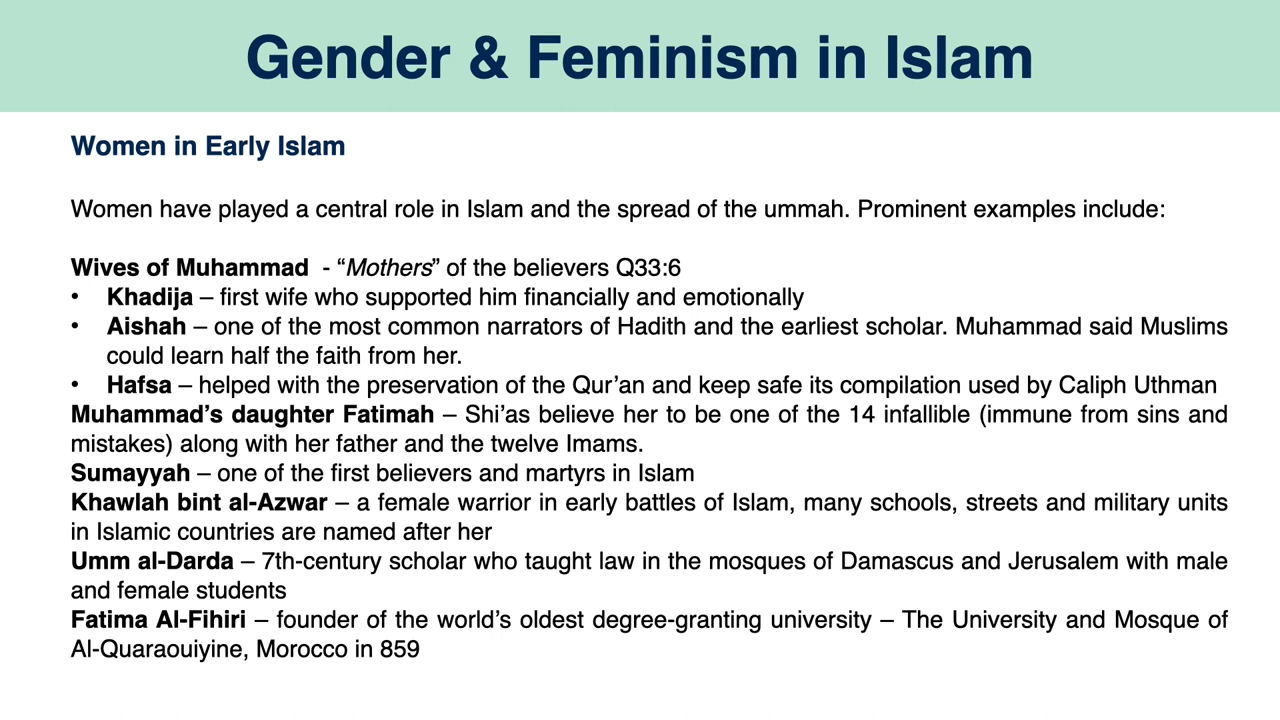 Gender & Feminism in Islam
Women in Early Islam
Women have played a central role in Islam and the spread of the ummah. Prominent examples include:
Wives of Muhammad - “Mothers” of the believers Q33:6
• Khadija – first wife who supported him financially and emotionally
• Aishah – one of the most common narrators of Hadith and the earliest scholar. Muhammad said Muslims
could learn half the faith from her.
• Hafsa – helped with the preservation of the Qur’an and keep safe its compilation used by Caliph Uthman
Muhammad’s daughter Fatimah – Shi’as believe her to be one of the 14 infallible (immune from sins and
mistakes) along with her father and the twelve Imams.
Sumayyah – one of the first believers and martyrs in Islam
Khawlah bint al-Azwar – a female warrior in early battles of Islam, many schools, streets and military units
in Islamic countries are named after her
Umm al-Darda – 7th-century scholar who taught law in the mosques of Damascus and Jerusalem with male
and female students
Fatima Al-Fihiri – founder of the world’s oldest degree-granting university – The University and Mosque of
Al-Quaraouiyine, Morocco in 859